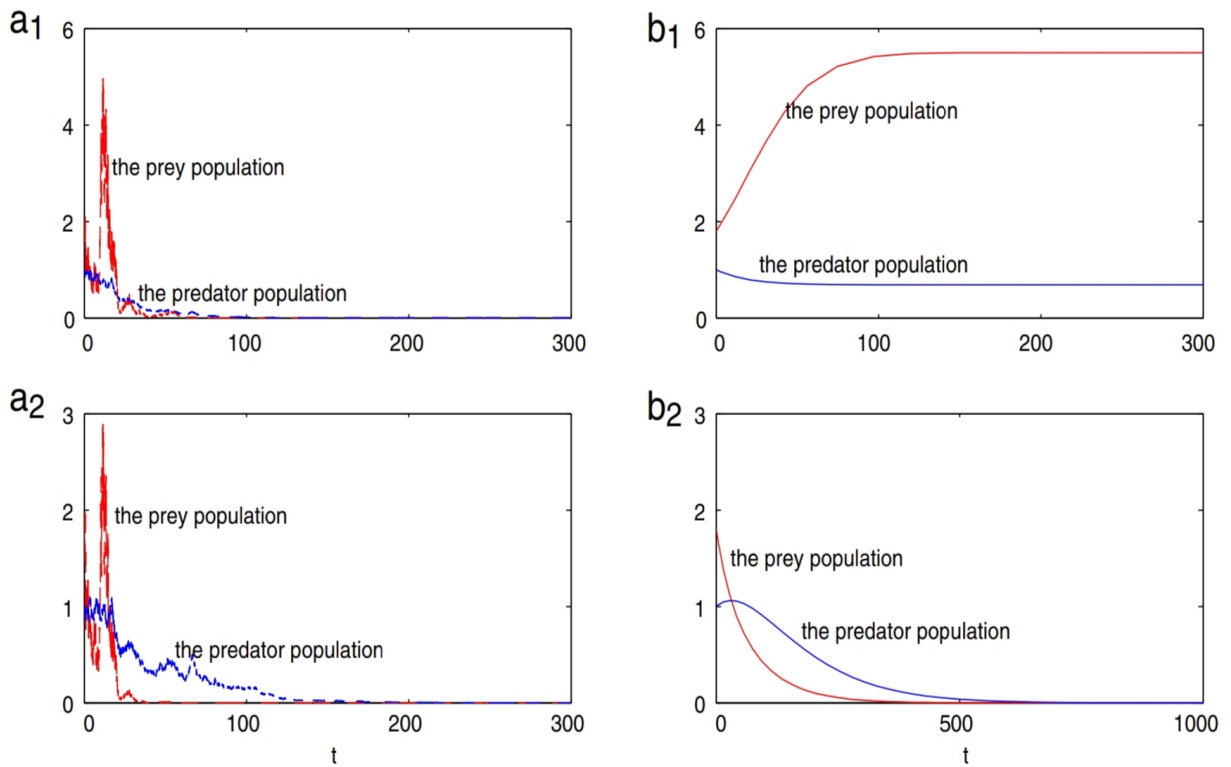 a1
6
4
2
0
the prey population
the predator population
0 100 200 300
b1
6
4
2
0
the prey population
the predator population
0 100 200 300
a2
3
2
1
0
the prey population
the predator population
0 100 200 300
t
b2
3
2
1
0
the prey population
the predator population
0 500 1000
t